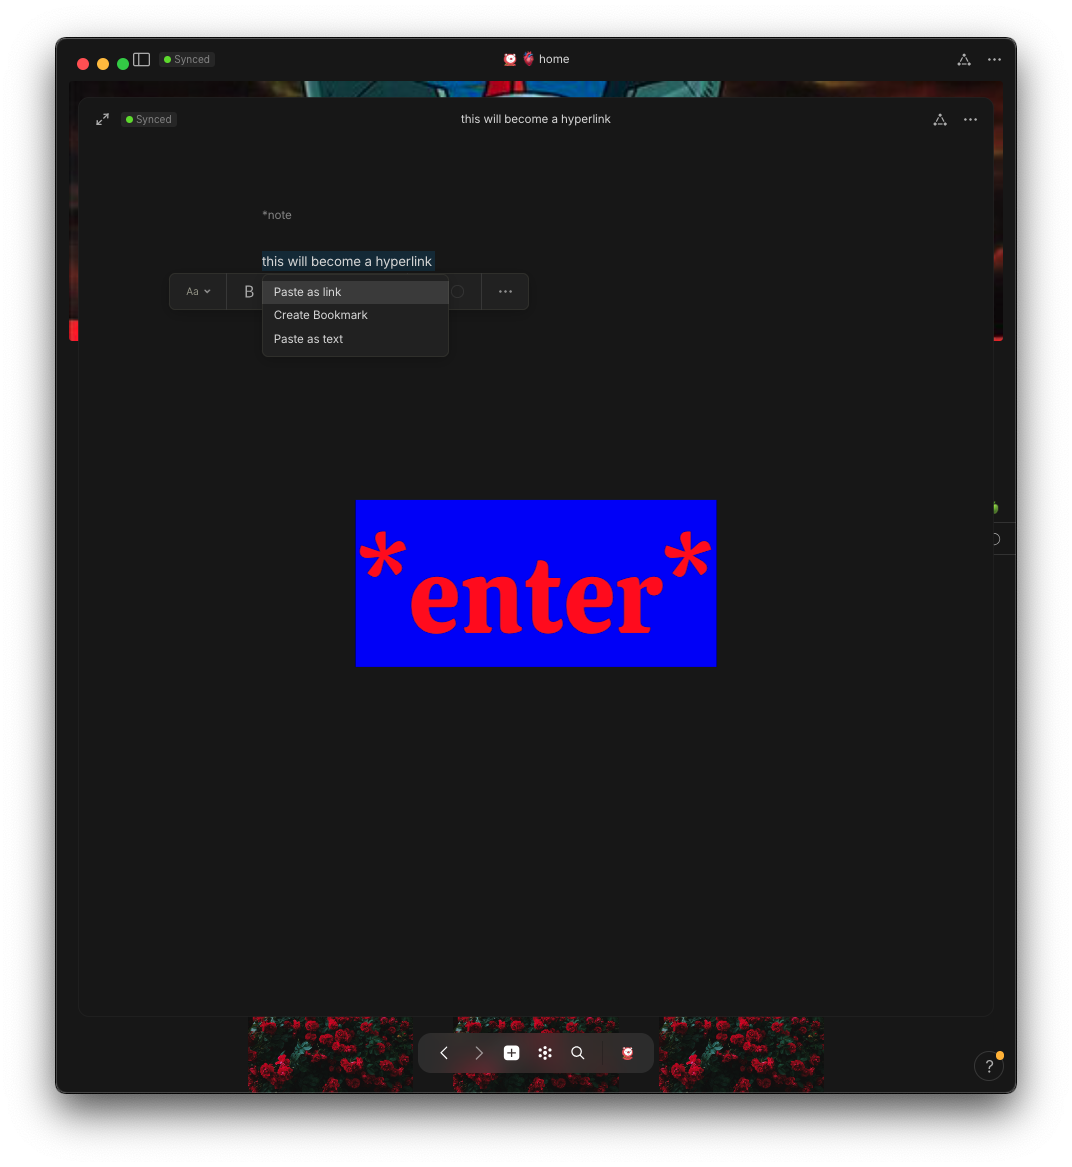 Synced
home
Synced
this will become a hyperlink
*note
this will become a hyperlink
Aa
B
Paste as link
Create Bookmark
Paste as text
*enter*
?